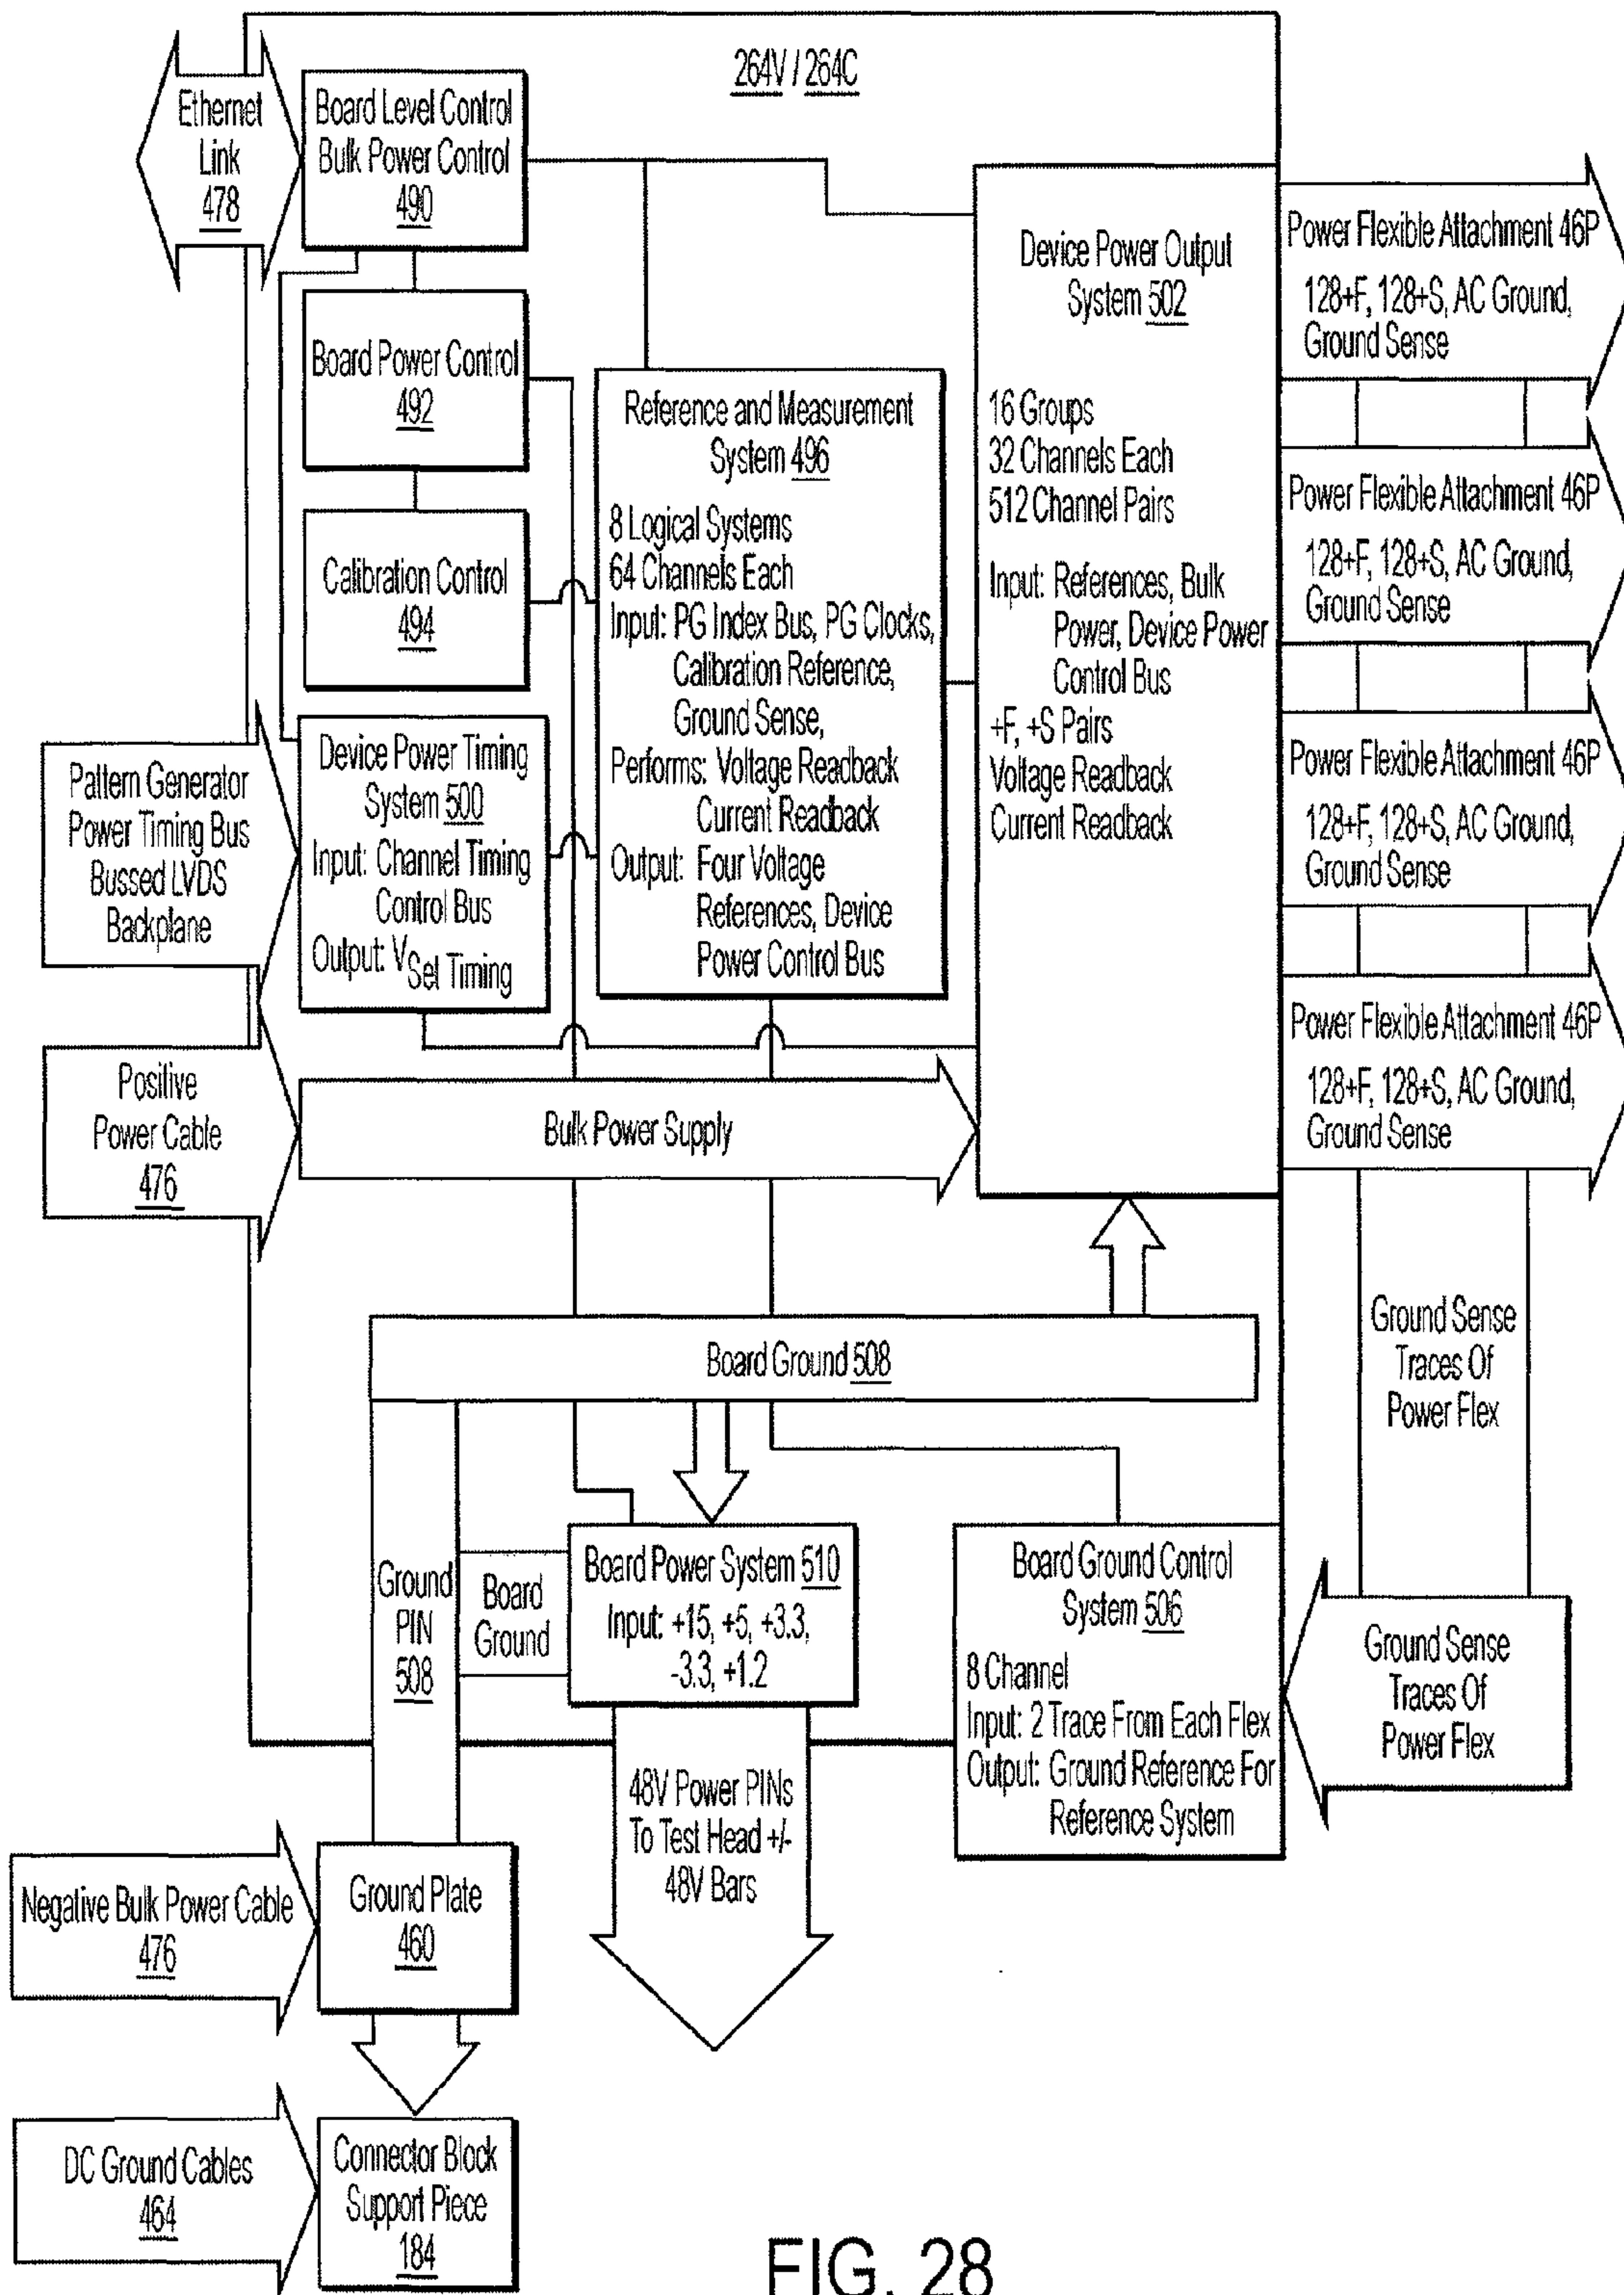 264V / 264C
Ethernet
Link
478
Board Level Control
Bulk Power Control
490
Board Power Control
492
Calibration Control
494
Reference and Measurement
System 496
8 Logical Systems
64 Channels Each
Input: PG Index Bus, PG Clocks,
Calibration Reference,
Ground Sense,
Performs: Voltage Readback
Current Readback
Output: Four Voltage
References, Device
Power Control Bus
Device Power Output
System 502
16 Groups
32 Channels Each
512 Channel Pairs
Input: References, Bulk
Power, Device Power
Control Bus
+F, +S Pairs
Voltage Readback
Current Readback
Power Flexible Attachment 46P
128+F, 128+S, AC Ground,
Ground Sense
Power Flexible Attachment 46P
128+F, 128+S, AC Ground,
Ground Sense
Power Flexible Attachment 46P
128+F, 128+S, AC Ground,
Ground Sense
Power Flexible Attachment 46P
128+F, 128+S, AC Ground,
Ground Sense
Pattern Generator
Power Timing Bus
Bussed LVDS
Backplane
Device Power Timing
System 500
Input: Channel Timing
Control Bus
Output: VSel Timing
Positive
Power Cable
476
Bulk Power Supply
Board Ground 508
Ground Sense
Traces Of
Power Flex
Ground
PIN
508
Board
Ground
Board Power System 510
Input: +15, +5, +3.3,
-3.3, +1.2
Board Ground Control
System 506
8 Channel
Input: 2 Trace From Each Flex
Output: Ground Reference For
Reference System
Ground Sense
Traces Of
Power Flex
48V Power PINs
To Test Head +/-
48V Bars
Negative Bulk Power Cable
476
Ground Plate
460
DC Ground Cables
464
Connector Block
Support Piece
184
FIG. 28